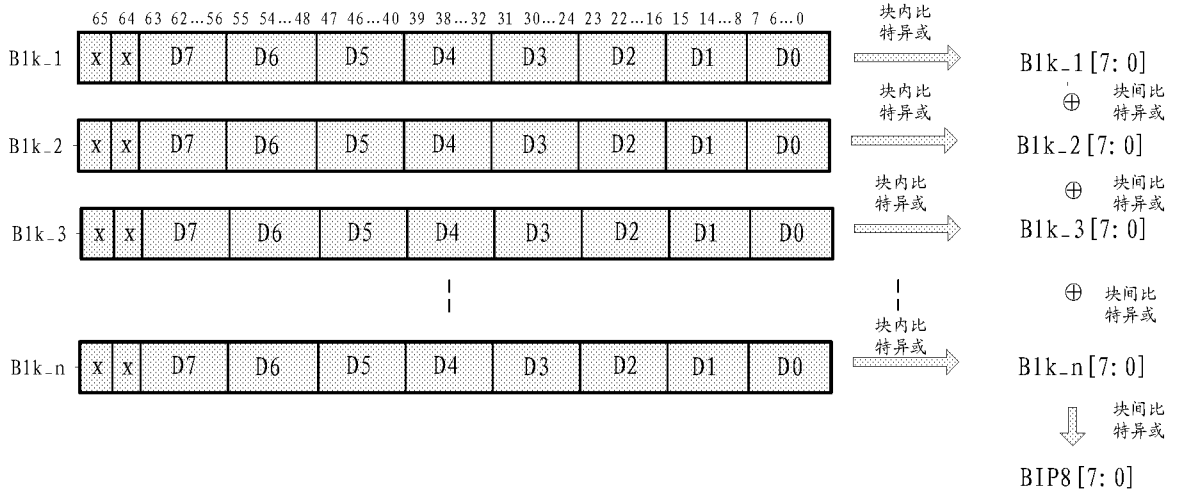 65 64 63 62...56 55 54...48 47 46...40 39 38...32 31 30...24 23 22...16 15 14...8 7 6...0
Blk_1 x x D7 D6 D5 D4 D3 D2 D1 D0
块内比
特异或
Blk_1[7:0]
⊕ 块间比
特异或
Blk_2 x x D7 D6 D5 D4 D3 D2 D1 D0
块内比
特异或
Blk_2[7:0]
⊕ 块间比
特异或
Blk_3 x x D7 D6 D5 D4 D3 D2 D1 D0
块内比
特异或
Blk_3[7:0]
⊕ 块间比
特异或
Blk_n x x D7 D6 D5 D4 D3 D2 D1 D0
块内比
特异或
Blk_n[7:0]
块间比
特异或
BIP8[7:0]